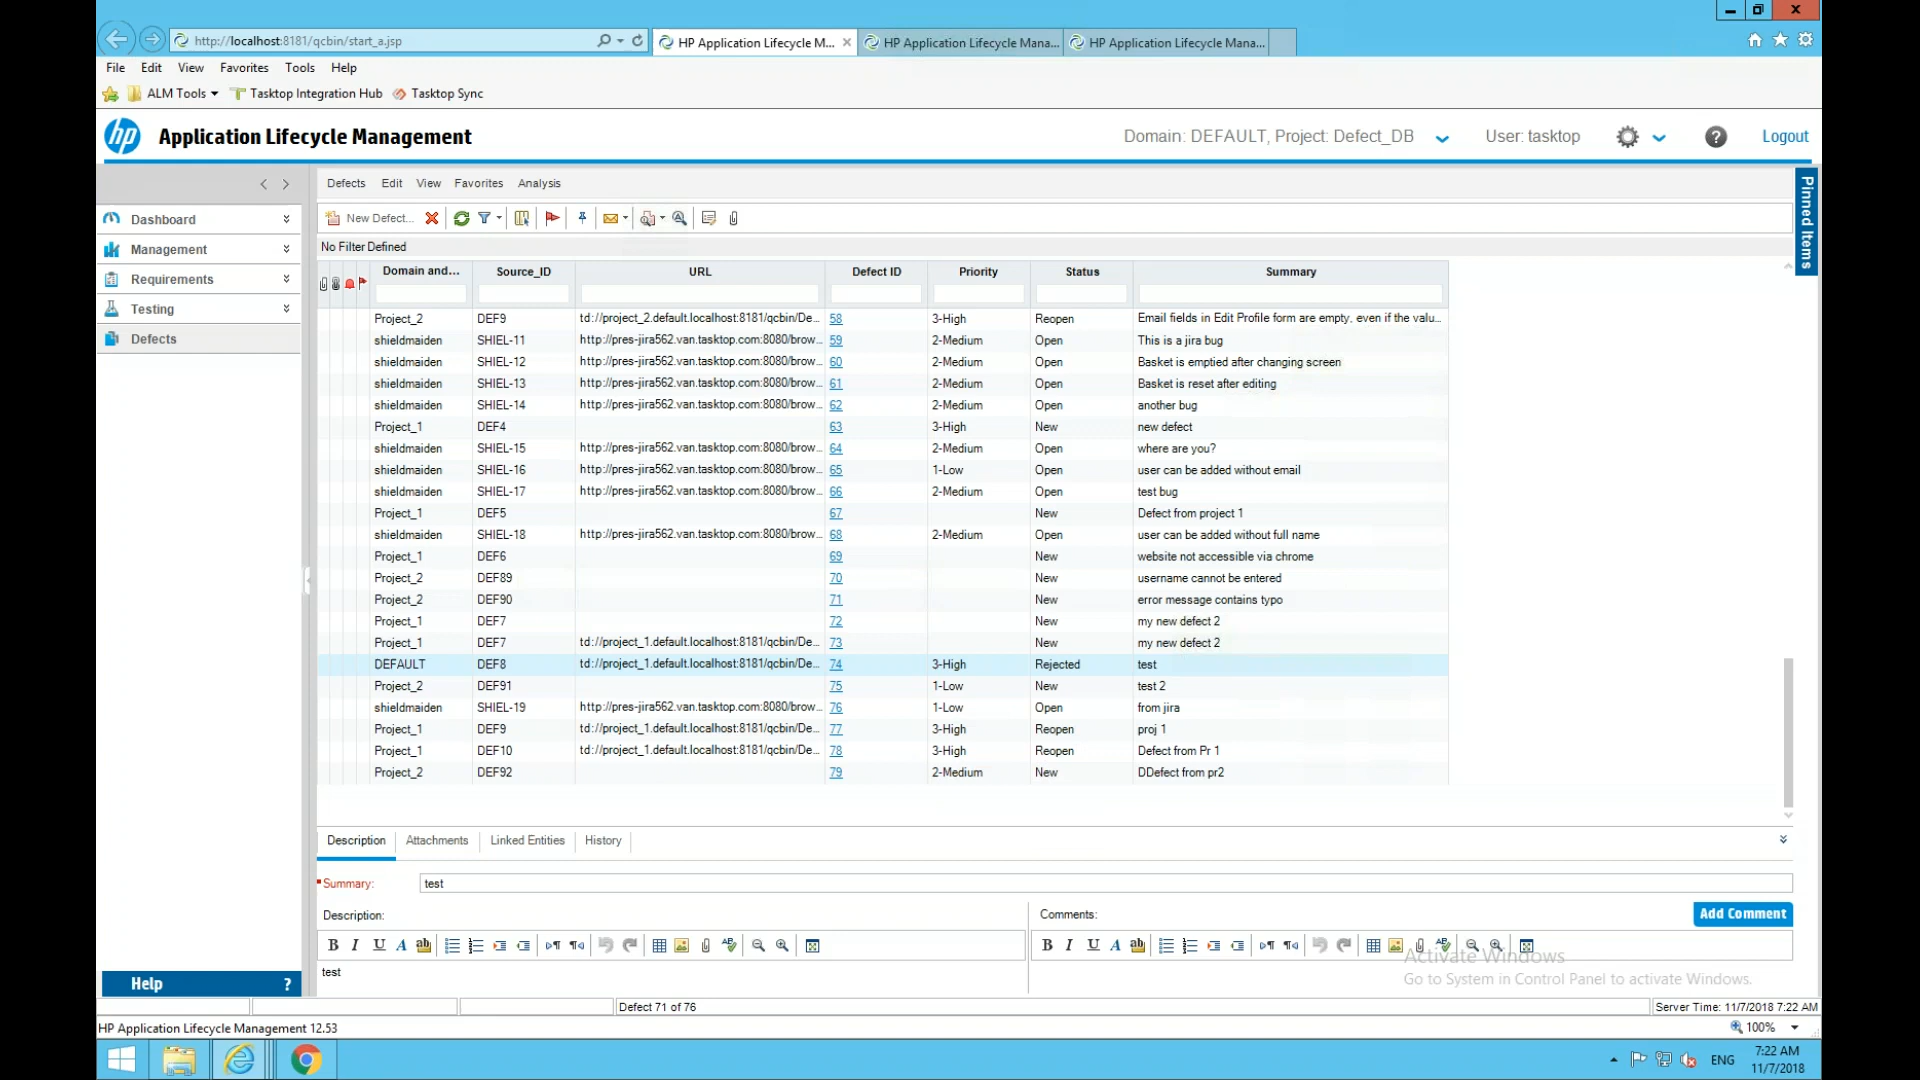 http://localhost:8181/qcbin/start_a.jsp
HP Application Lifecycle M...
HP Application Lifecycle Mana...
HP Application Lifecycle Mana...
File Edit View Favorites Tools Help
ALM Tools Tasktop Integration Hub Tasktop Sync
hp Application Lifecycle Management
Domain: DEFAULT, Project: Defect_DB User: tasktop ? Logout
Pinned Items
Dashboard
Management
Requirements
Testing
Defects
Defects Edit View Favorites Analysis
New Defect...
No Filter Defined
Domain and... Source_ID URL Defect ID Priority Status Summary
Project_2 DEF9 td://project_2.default.localhost:8181/qcbin/De... 58 3-High Reopen Email fields in Edit Profile form are empty, even if the valu...
shieldmaiden SHIEL-11 http://pres-jira562.van.tasktop.com:8080/brow... 59 2-Medium Open This is a jira bug
shieldmaiden SHIEL-12 http://pres-jira562.van.tasktop.com:8080/brow... 60 2-Medium Open Basket is emptied after changing screen
shieldmaiden SHIEL-13 http://pres-jira562.van.tasktop.com:8080/brow... 61 2-Medium Open Basket is reset after editing
shieldmaiden SHIEL-14 http://pres-jira562.van.tasktop.com:8080/brow... 62 2-Medium Open another bug
Project_1 DEF4 63 3-High New new defect
shieldmaiden SHIEL-15 http://pres-jira562.van.tasktop.com:8080/brow... 64 2-Medium Open where are you?
shieldmaiden SHIEL-16 http://pres-jira562.van.tasktop.com:8080/brow... 65 1-Low Open user can be added without email
shieldmaiden SHIEL-17 http://pres-jira562.van.tasktop.com:8080/brow... 66 2-Medium Open test bug
Project_1 DEF5 67 New Defect from project 1
shieldmaiden SHIEL-18 http://pres-jira562.van.tasktop.com:8080/brow... 68 2-Medium Open user can be added without full name
Project_1 DEF6 69 New website not accessible via chrome
Project_2 DEF89 70 New username cannot be entered
Project_2 DEF90 71 New error message contains typo
Project_1 DEF7 72 New my new defect 2
Project_1 DEF7 td://project_1.default.localhost:8181/qcbin/De... 73 New my new defect 2
DEFAULT DEF8 td://project_1.default.localhost:8181/qcbin/De... 74 3-High Rejected test
Project_2 DEF91 75 1-Low New test 2
shieldmaiden SHIEL-19 http://pres-jira562.van.tasktop.com:8080/brow... 76 1-Low Open from jira
Project_1 DEF9 td://project_1.default.localhost:8181/qcbin/De... 77 3-High Reopen proj 1
Project_1 DEF10 td://project_1.default.localhost:8181/qcbin/De... 78 3-High Reopen Defect from Pr 1
Project_2 DEF92 79 2-Medium New DDefect from pr2
Description Attachments Linked Entities History
Summary: test
Description:
Comments: Add Comment
B I U A ab
B I U A ab
test
Activate Windows
Go to System in Control Panel to activate Windows.
Help ?
Defect 71 of 76
Server Time: 11/7/2018 7:22 AM
HP Application Lifecycle Management 12.53
100%
ENG
7:22 AM
11/7/2018